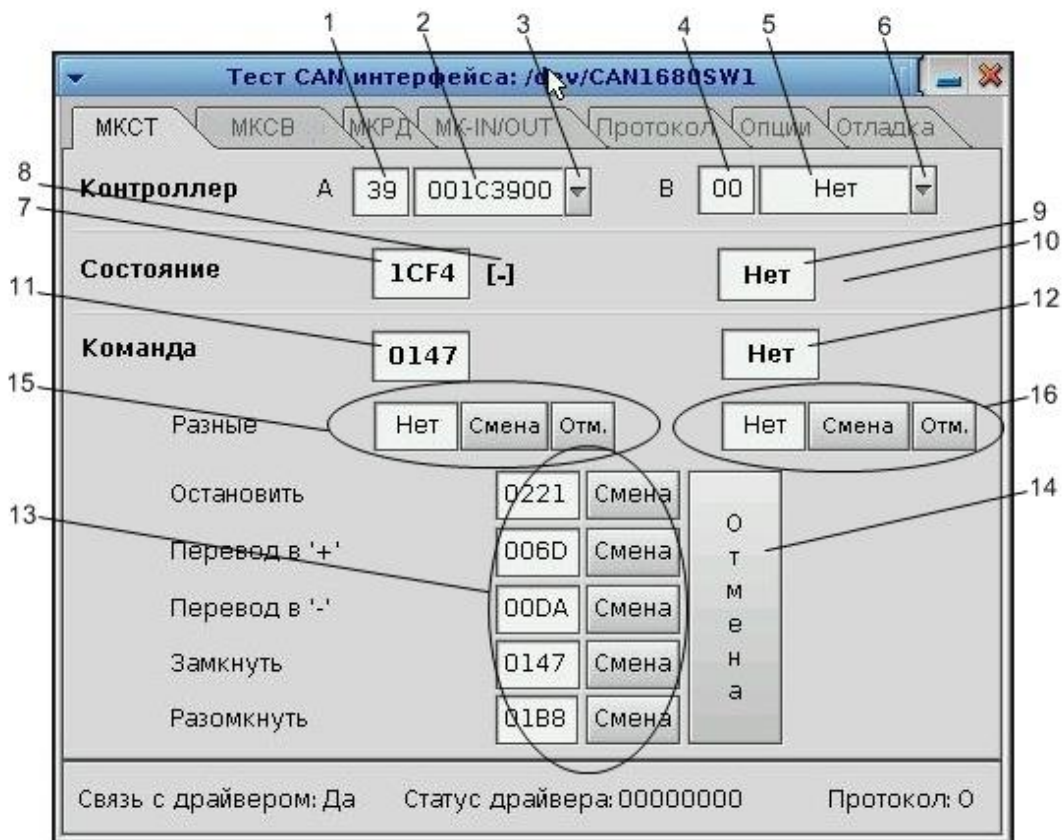 1 2 3 4 5 6
Тест CAN интерфейса: /dev/CAN1680SW1
МКСТ МКСВ МКРД МК-IN/OUT Протокол Опции Отладка
8
Контроллер А 39 001C3900 В 00 Нет
7 9
10
Состояние 1CF4 [-] Нет
11 12
Команда 0147 Нет
15 16
Разные Нет Смена Отм. Нет Смена Отм.
Остановить 0221 Смена Отмена
13 14
Перевод в '+' 006D Смена
Перевод в '-' 00DA Смена
Замкнуть 0147 Смена
Разомкнуть 01B8 Смена
Связь с драйвером: Да Статус драйвера: 00000000 Протокол: 0